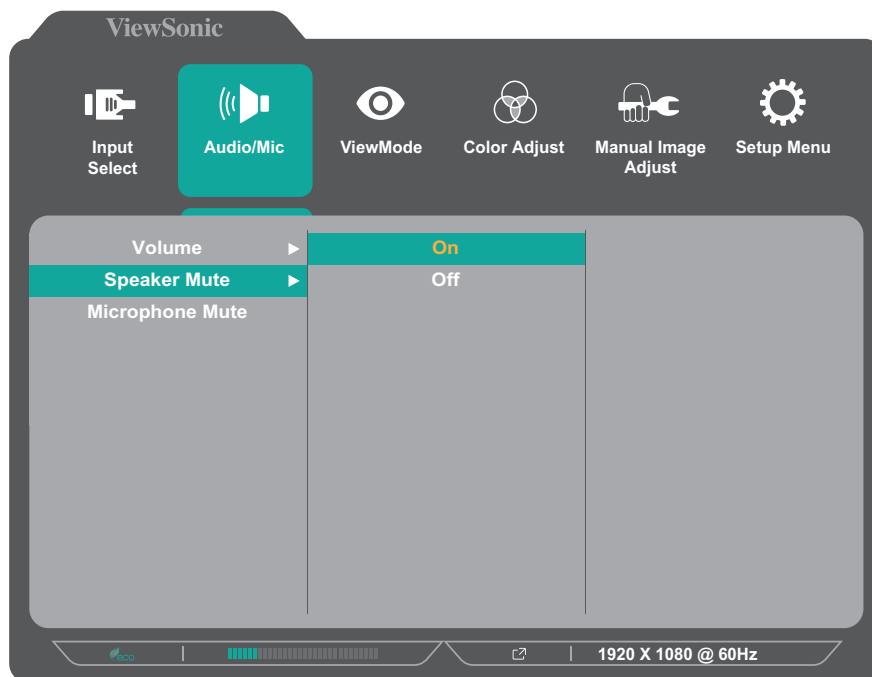 ViewSonic
Input
Select
Audio/Mic
ViewMode
Color Adjust
Manual Image
Adjust
Setup Menu
Volume
On
Speaker Mute
Off
Microphone Mute
eco
1920 X 1080 @ 60Hz